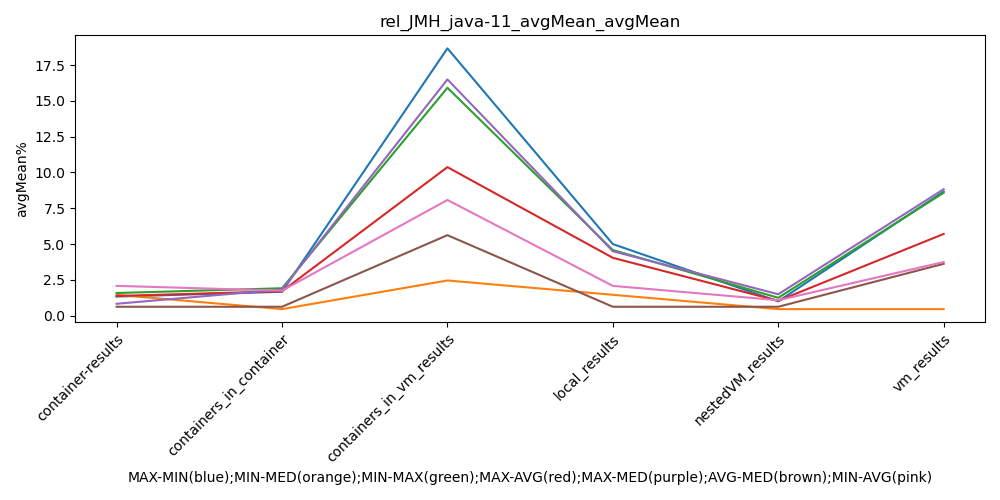 rel_JMH_java-11_avgMean_avgMean
avgMean%
17.5
15.0
12.5
10.0
7.5
5.0
2.5
0.0
container-results
containers_in_container
containers_in_vm_results
local_results
nestedVM_results
vm_results
MAX-MIN(blue);MIN-MED(orange);MIN-MAX(green);MAX-AVG(red);MAX-MED(purple);AVG-MED(brown);MIN-AVG(pink)